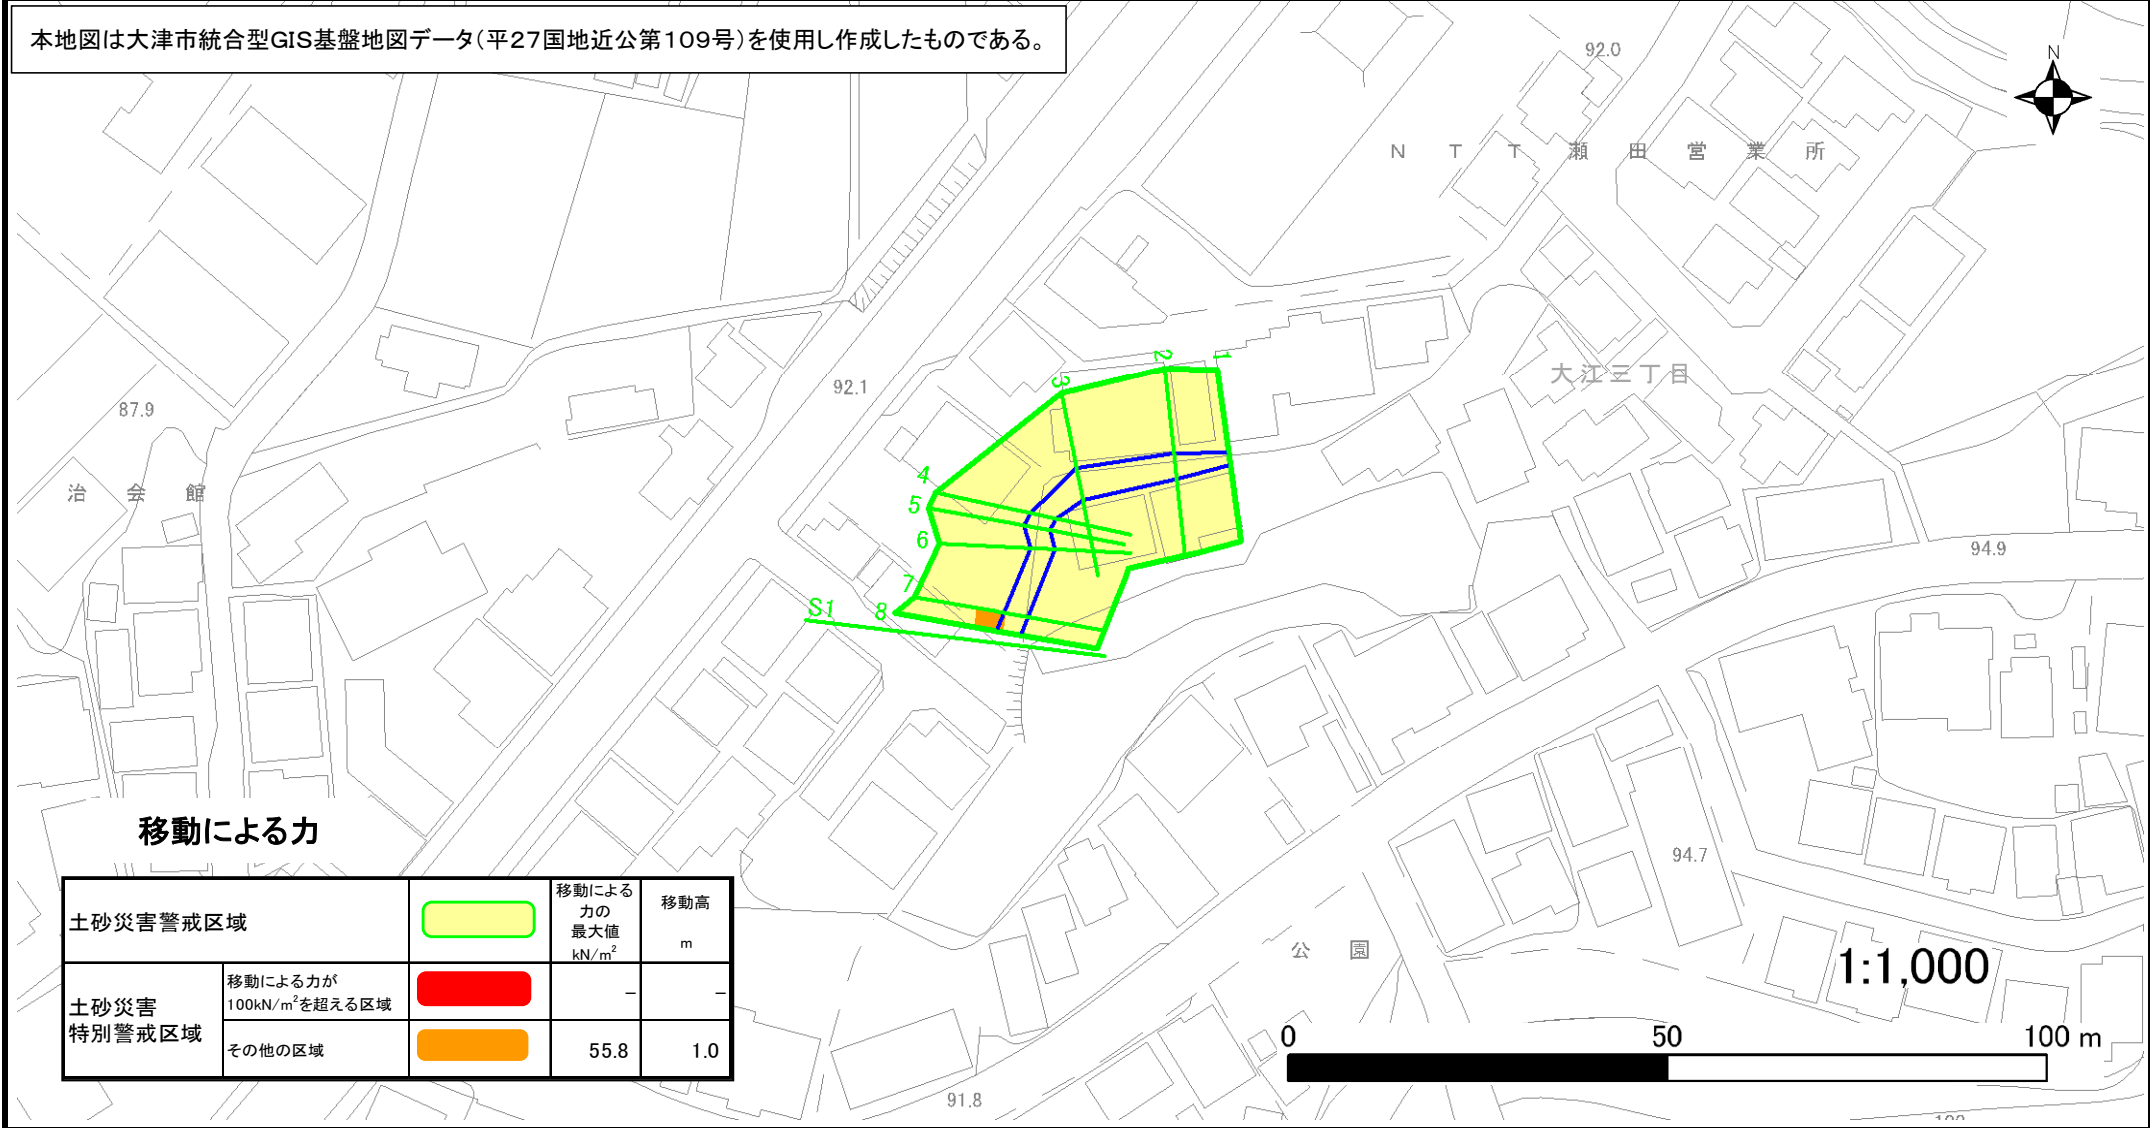 本地図は大津市統合型GIS基盤地図データ(平27国地近公第109号)を使用し作成したものである。
N
92.0
NTT瀬田営業所
大江三丁目
92.1
87.9
治会館
94.9
1
2
3
4
5
6
7
8
S1
94.7
公園
91.8
移動による力
土砂災害警戒区域
移動による
力の
最大値
kN/m²
移動高
m
土砂災害
特別警戒区域
移動による力が
100kN/m²を超える区域
－
－
その他の区域
55.8
1.0
1:1,000
0
50
100 m